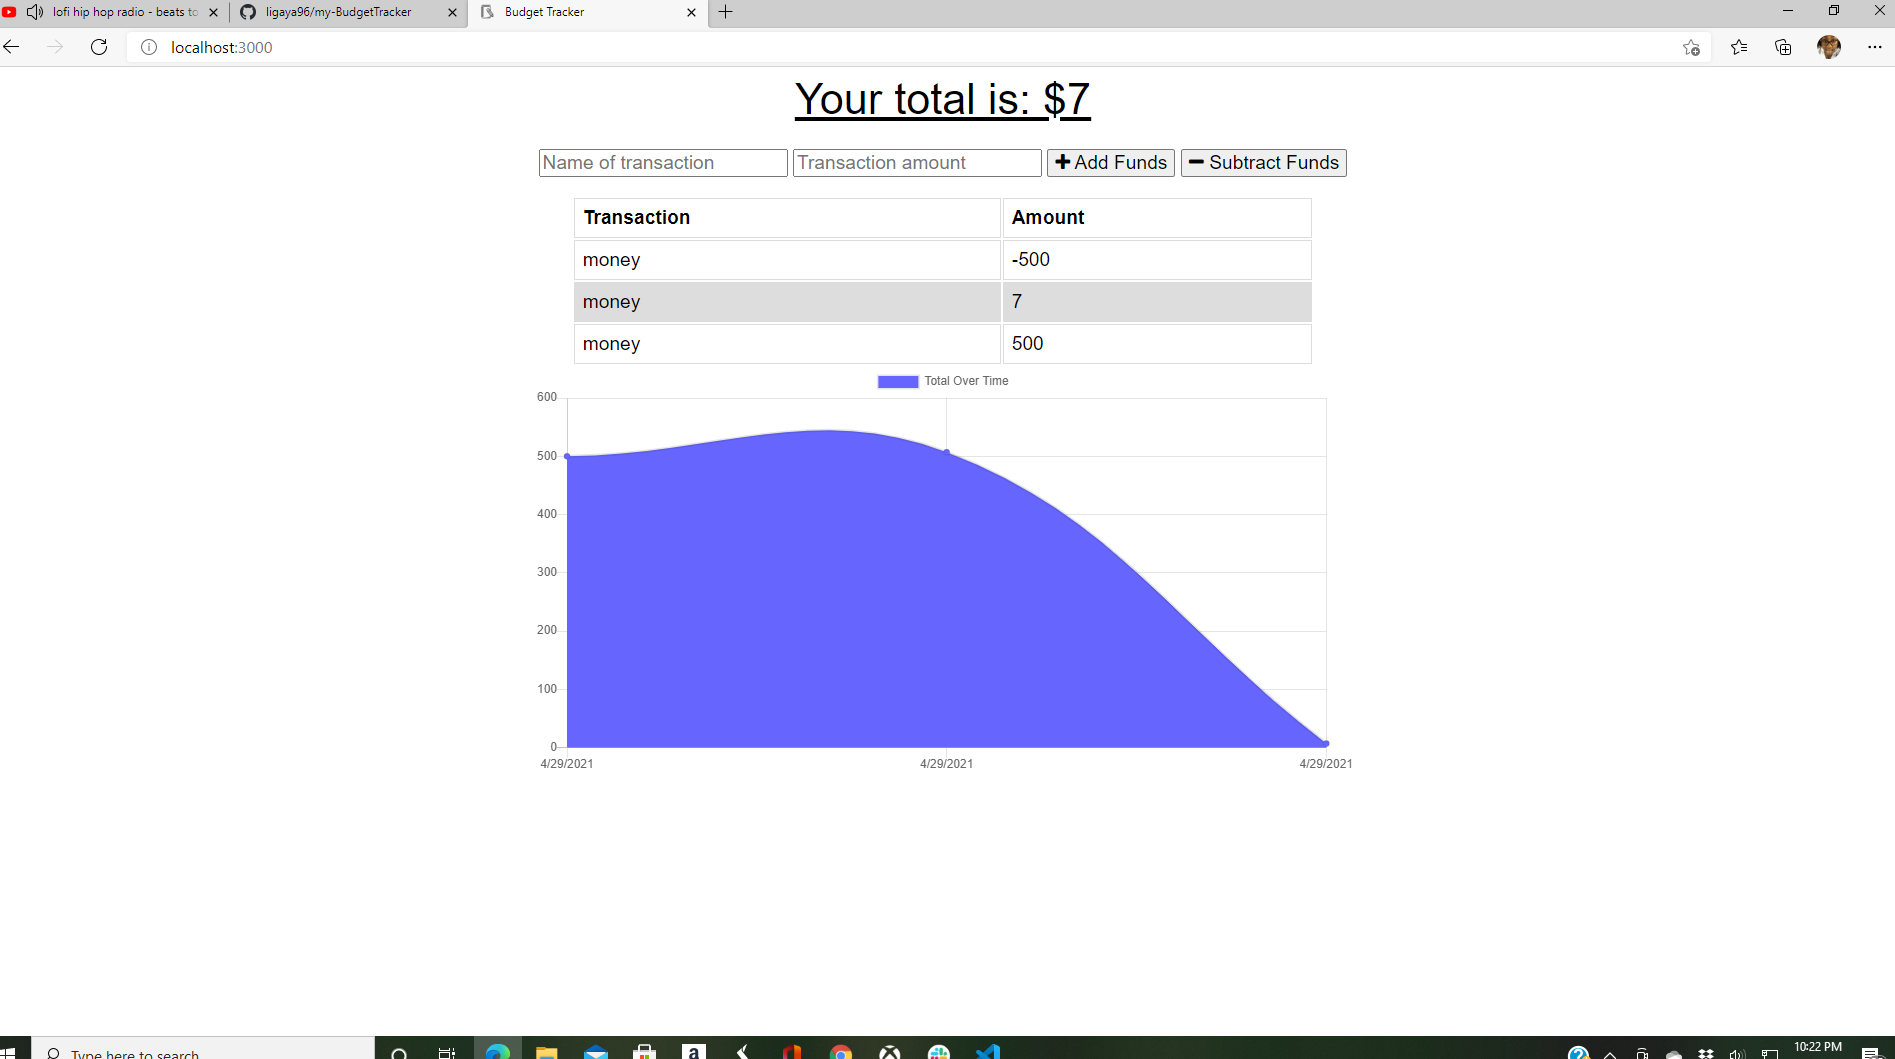 lofi hip hop radio - beats to
ligaya96/my-BudgetTracker
Budget Tracker
localhost:3000
Your total is: $7
Name of transaction Transaction amount Add Funds Subtract Funds
Transaction Amount
money -500
money 7
money 500
Total Over Time
600
500
400
300
200
100
0
4/29/2021 4/29/2021 4/29/2021
Type here to search
a
10:22 PM